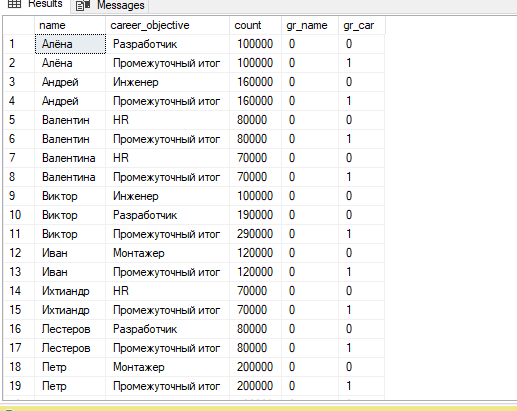 Results Messages
name career_objective count gr_name gr_car
1 Алёна Разработчик 100000 0 0
2 Алёна Промежуточный итог 100000 0 1
3 Андрей Инженер 160000 0 0
4 Андрей Промежуточный итог 160000 0 1
5 Валентин HR 80000 0 0
6 Валентин Промежуточный итог 80000 0 1
7 Валентина HR 70000 0 0
8 Валентина Промежуточный итог 70000 0 1
9 Виктор Инженер 100000 0 0
10 Виктор Разработчик 190000 0 0
11 Виктор Промежуточный итог 290000 0 1
12 Иван Монтажер 120000 0 0
13 Иван Промежуточный итог 120000 0 1
14 Ихтиандр HR 70000 0 0
15 Ихтиандр Промежуточный итог 70000 0 1
16 Лестеров Разработчик 80000 0 0
17 Лестеров Промежуточный итог 80000 0 1
18 Петр Монтажер 200000 0 0
19 Петр Промежуточный итог 200000 0 1